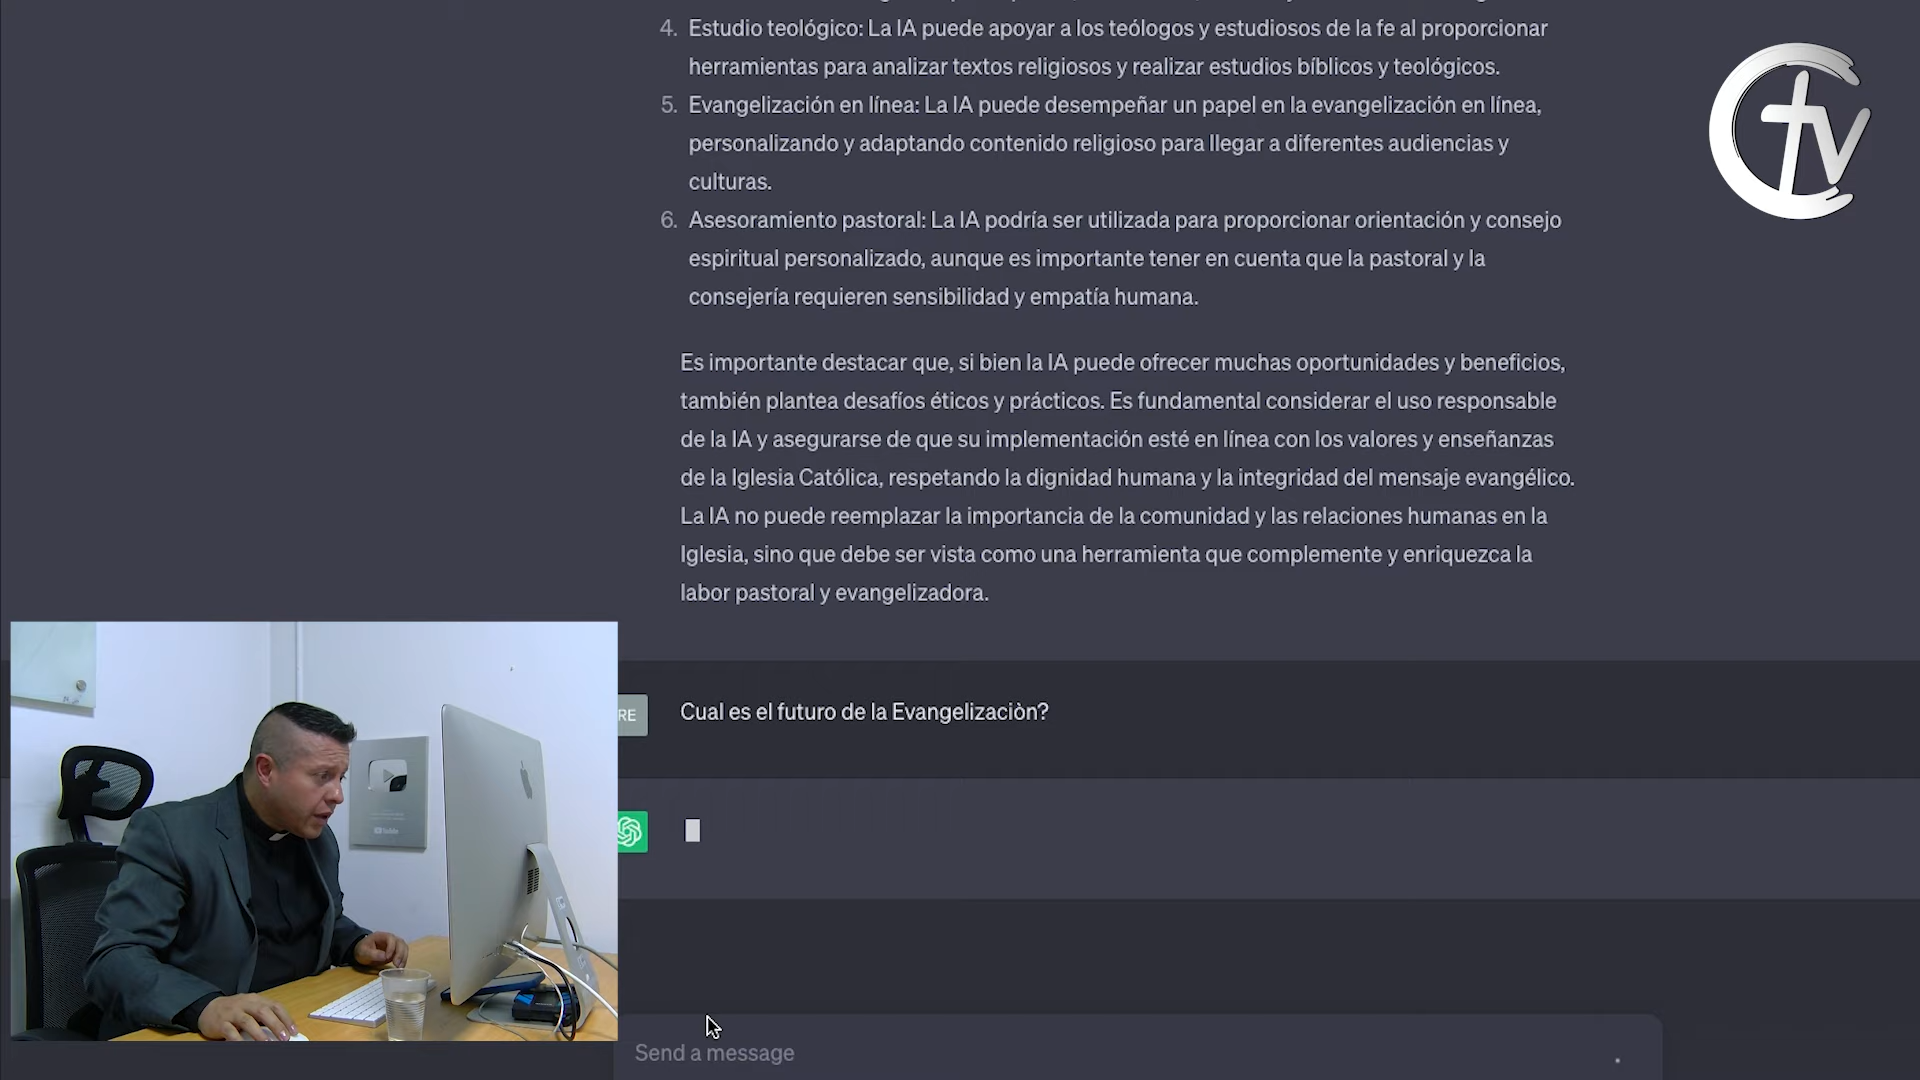 4. Estudio teológico: La IA puede apoyar a los teólogos y estudiosos de la fe al proporcionar
herramientas para analizar textos religiosos y realizar estudios bíblicos y teológicos.
5. Evangelización en línea: La IA puede desempeñar un papel en la evangelización en línea,
personalizando y adaptando contenido religioso para llegar a diferentes audiencias y
culturas.
6. Asesoramiento pastoral: La IA podría ser utilizada para proporcionar orientación y consejo
espiritual personalizado, aunque es importante tener en cuenta que la pastoral y la
consejería requieren sensibilidad y empatía humana.
Es importante destacar que, si bien la IA puede ofrecer muchas oportunidades y beneficios,
también plantea desafíos éticos y prácticos. Es fundamental considerar el uso responsable
de la IA y asegurarse de que su implementación esté en línea con los valores y enseñanzas
de la Iglesia Católica, respetando la dignidad humana y la integridad del mensaje evangélico.
La IA no puede reemplazar la importancia de la comunidad y las relaciones humanas en la
Iglesia, sino que debe ser vista como una herramienta que complemente y enriquezca la
labor pastoral y evangelizadora.
RE
Cual es el futuro de la Evangelizaciòn?
Send a message
CTV
YouTube